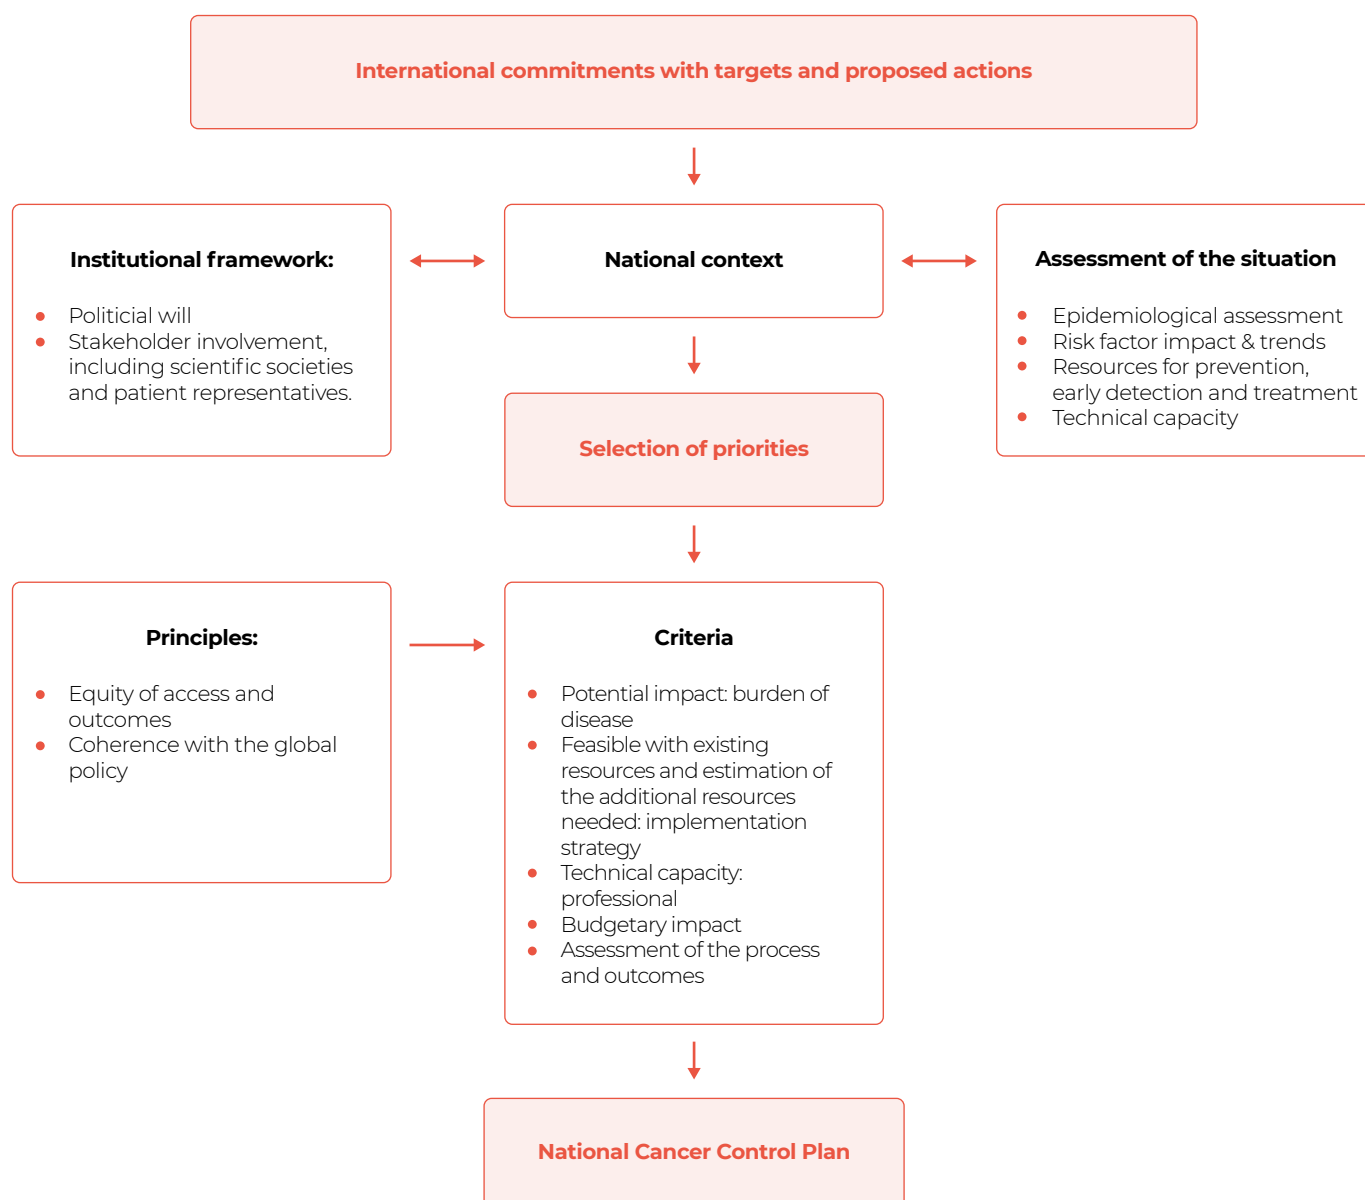 International commitments with targets and proposed actions
Institutional framework:
Politicial will
Stakeholder involvement,
including scientific societies
and patient representatives.
National context
Assessment of the situation
Epidemiological assessment
Risk factor impact & trends
Resources for prevention,
early detection and treatment
Technical capacity
Selection of priorities
Principles:
Equity of access and
outcomes
Coherence with the global
policy
Criteria
Potential impact: burden of
disease
Feasible with existing
resources and estimation of
the additional resources
needed: implementation
strategy
Technical capacity:
professional
Budgetary impact
Assessment of the process
and outcomes
National Cancer Control Plan